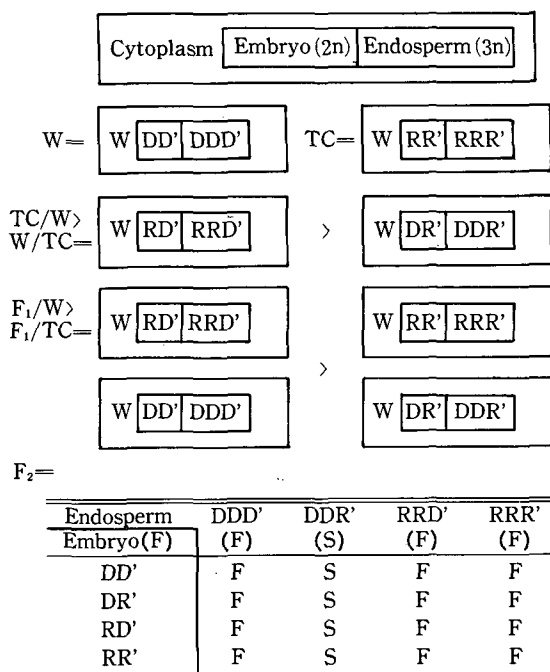 Cytoplasm Embryo (2n) Endosperm (3n)
W= W DD' DDD' TC= W RR' RRR'
TC/W>
W/TC= W RD' RRD' > W DR' DDR'
F₁/W>
F₁/TC= W RD' RRD' W RR' RRR'
>
W DD' DDD' W DR' DDR'
F₂=
Endosperm DDD' DDR' RRD' RRR'
Embryo(F) (F) (S) (F) (F)
DD' F S F F
DR' F S F F
RD' F S F F
RR' F S F F